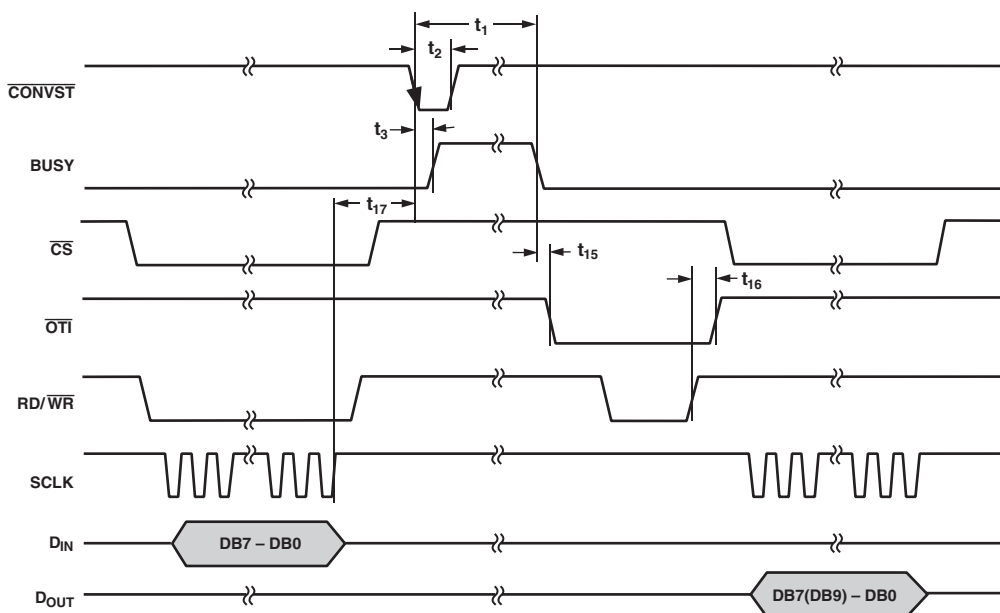 t1
t2
CONVST
t3
BUSY
t17
CS
t15
t16
OTI
RD/WR
SCLK
DIN
DB7 – DB0
DOUT
DB7(DB9) – DB0